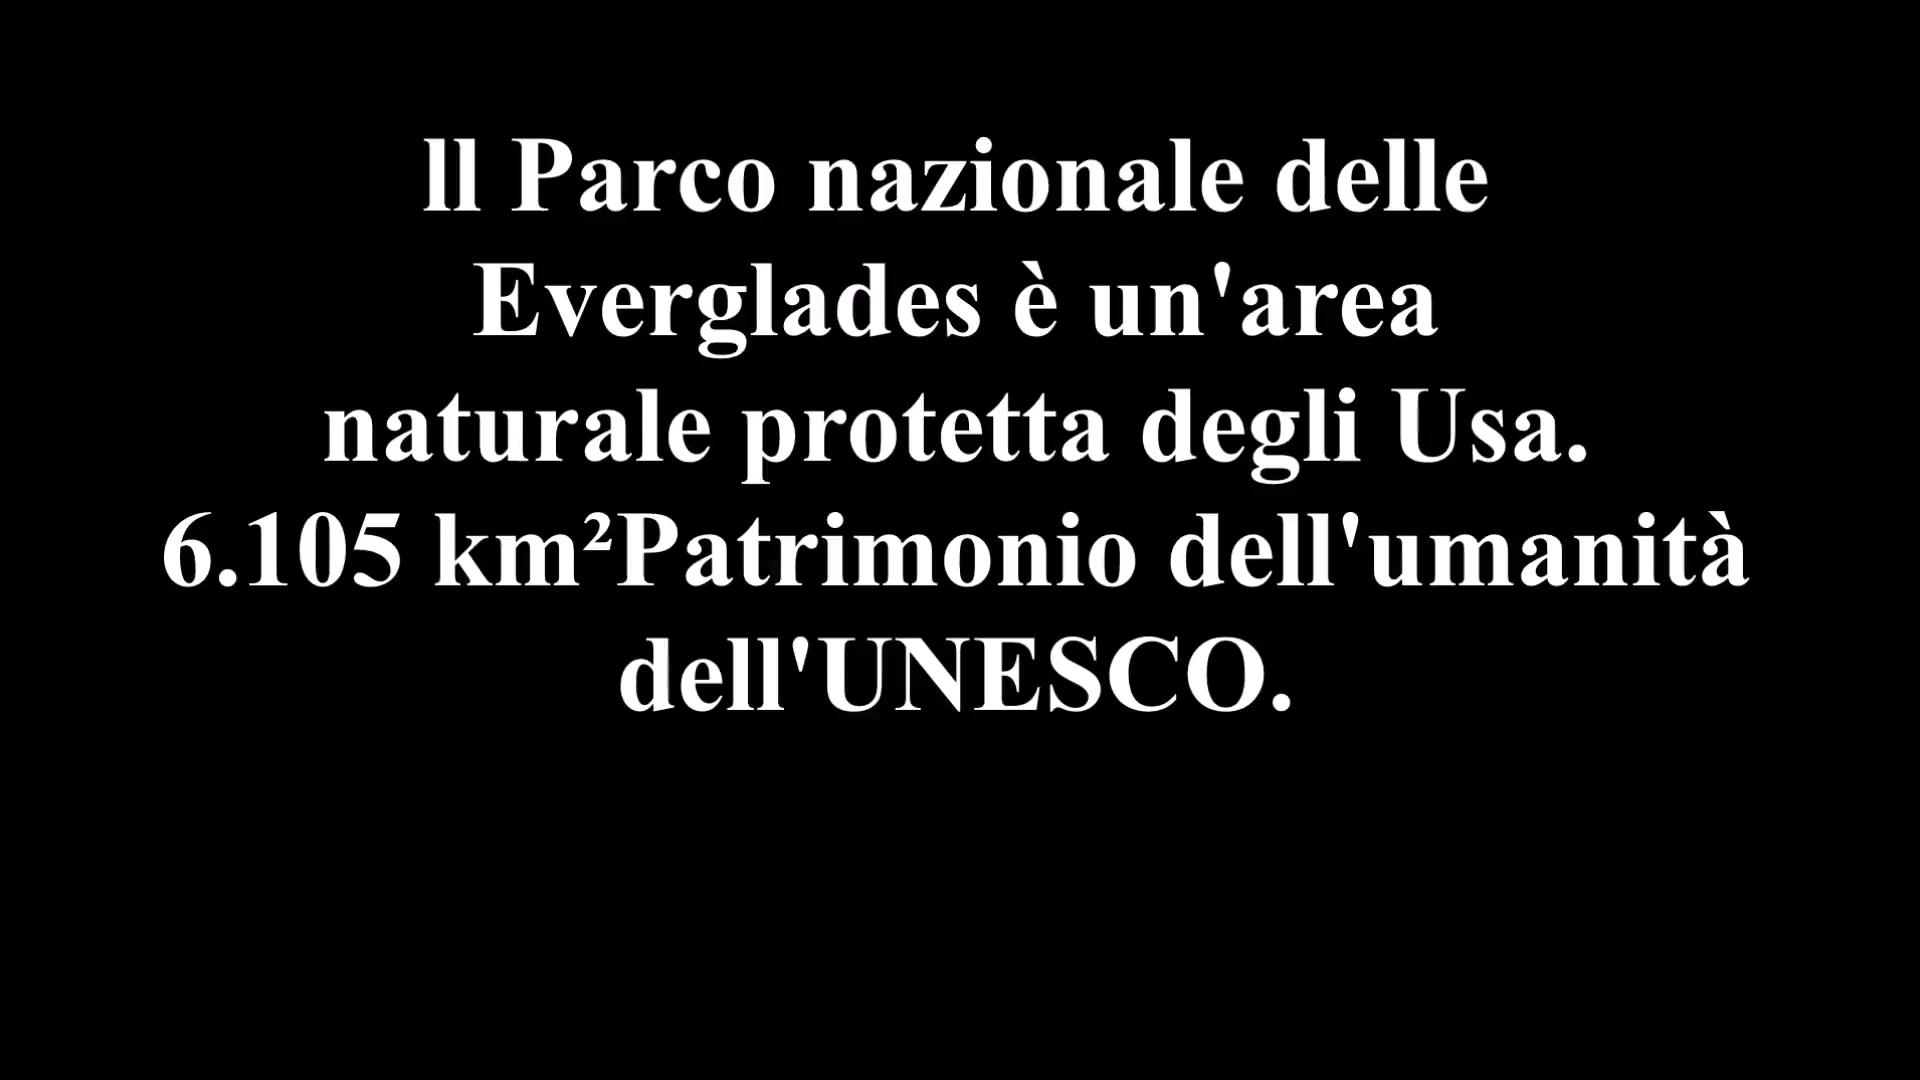 ll Parco nazionale delle
Everglades è un'area
naturale protetta degli Usa.
6.105 km²Patrimonio dell'umanità
dell'UNESCO.